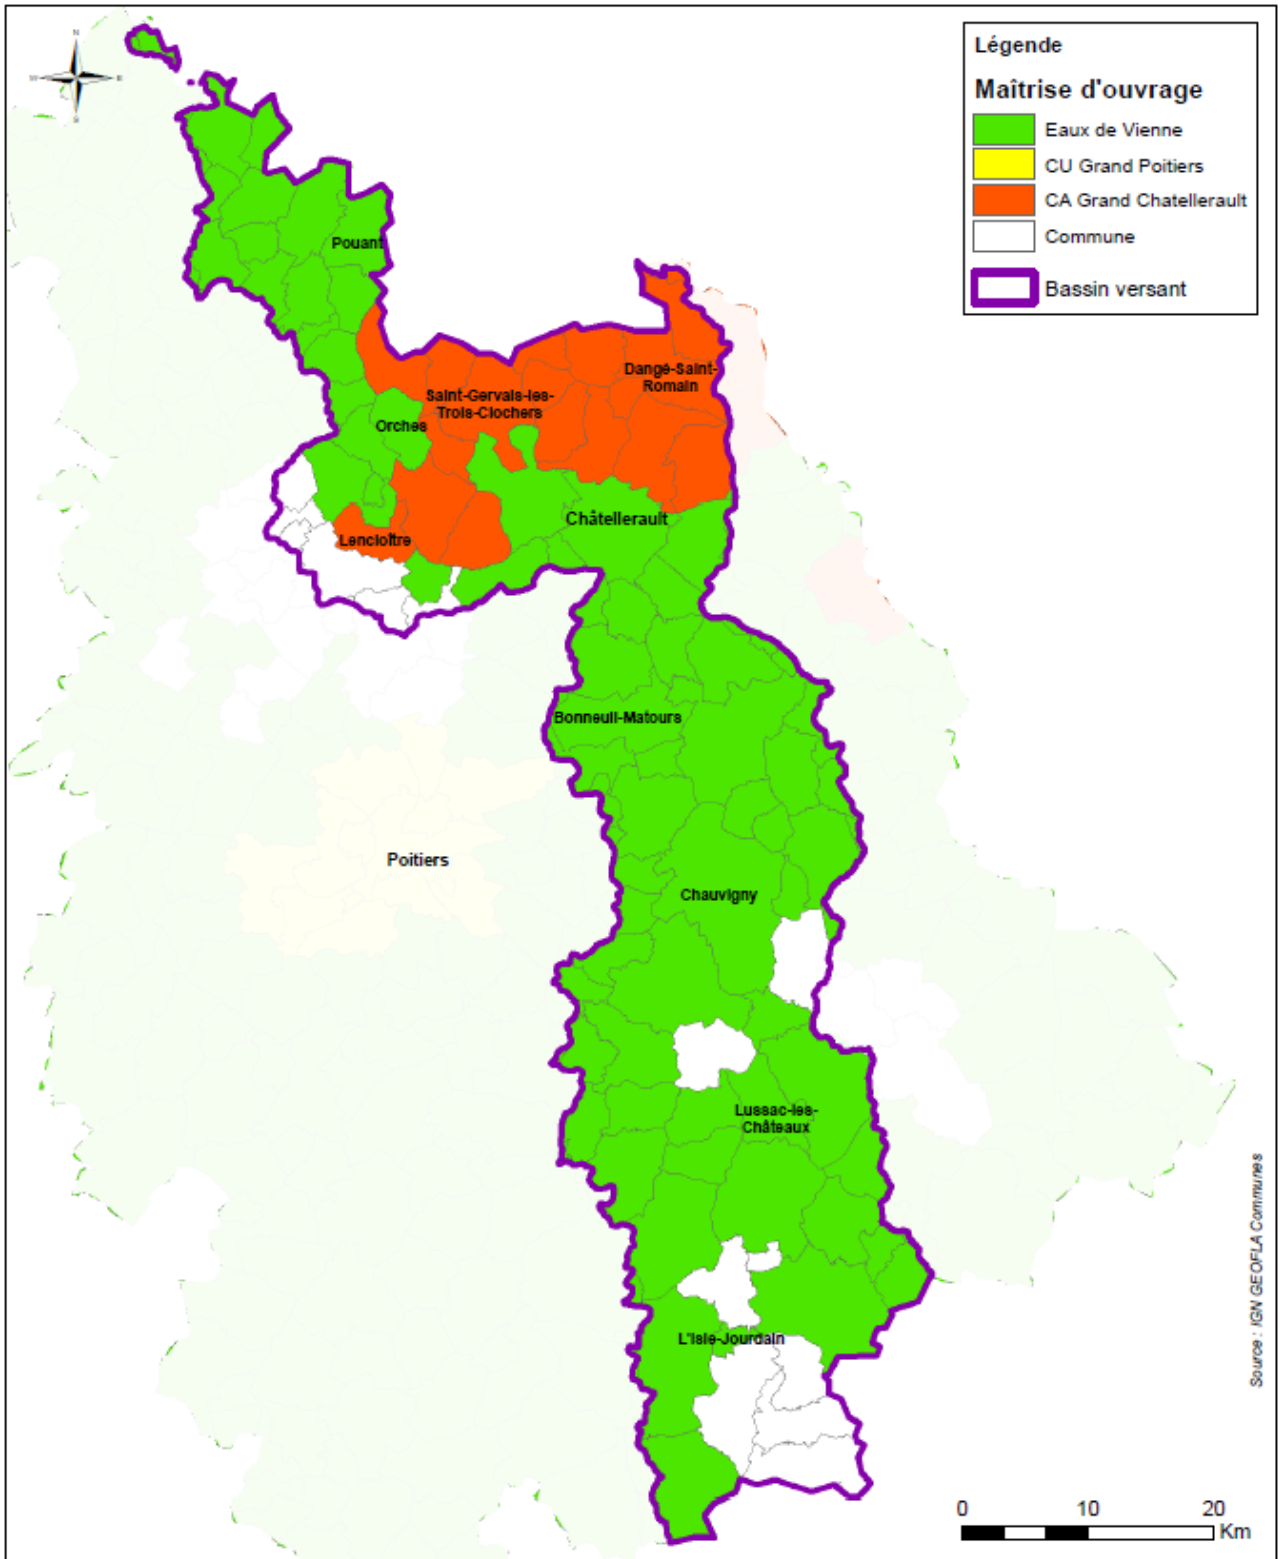 N
W
E
S
Légende
Maîtrise d'ouvrage
Eaux de Vienne
CU Grand Poitiers
CA Grand Chatellerault
Commune
Bassin versant
Pouant
Dangé-Saint-
Romain
Saint-Gervais-les-
Trois-Clochers
Orches
Châtellerault
Lencloître
Bonneuil-Matours
Poitiers
Chauvigny
Lussac-les-
Châteaux
L'Isle-Jourdain
Source : IGN GEOFLA Communes
0 10 20
Km